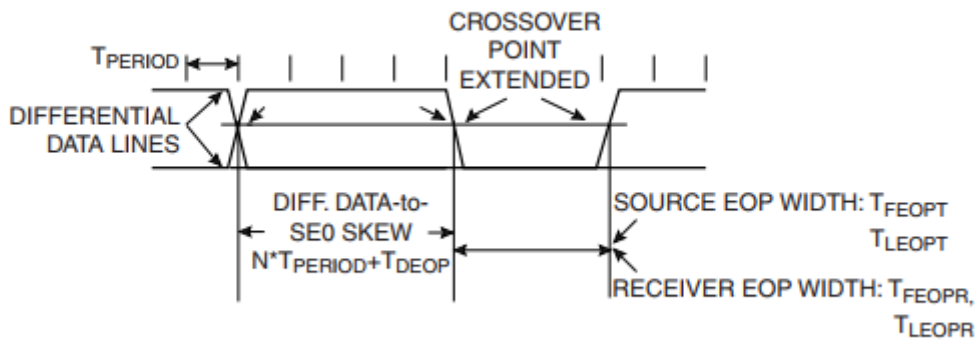 CROSSOVER
POINT
EXTENDED
TPERIOD
DIFFERENTIAL
DATA LINES
DIFF. DATA-to-
SE0 SKEW
N*TPERIOD+TDEOP
SOURCE EOP WIDTH: TFEOPT
TLEOPT
RECEIVER EOP WIDTH: TFEOPR,
TLEOPR